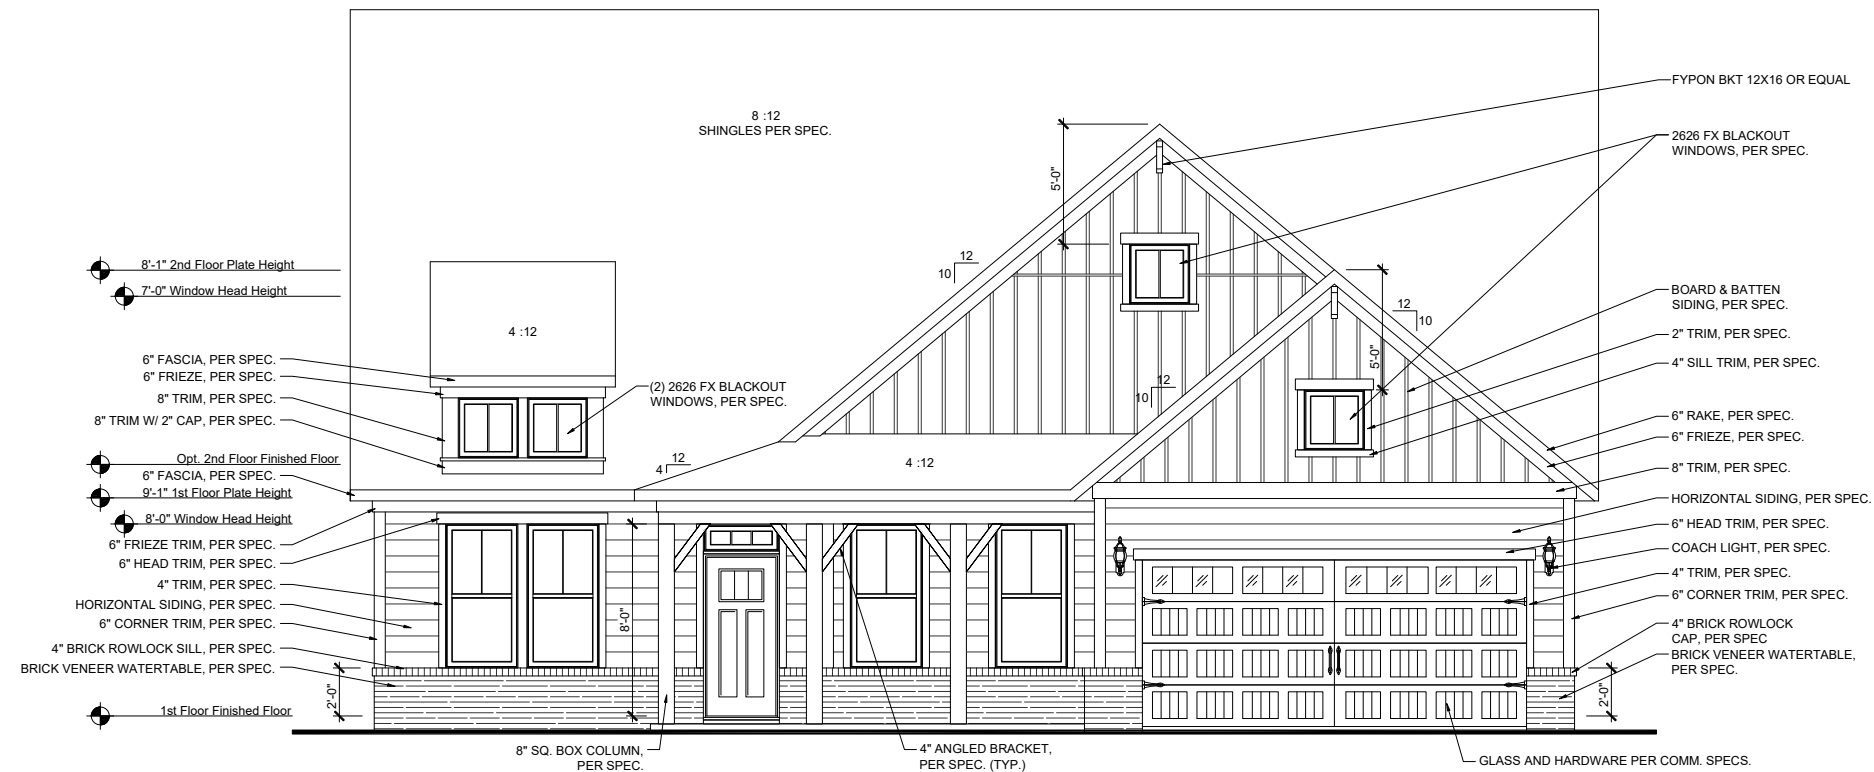 8 :12
SHINGLES PER SPEC.
FYPON BKT 12X16 OR EQUAL
2626 FX BLACKOUT
WINDOWS, PER SPEC.
5'-0"
12
10
8'-1" 2nd Floor Plate Height
7'-0" Window Head Height
4 :12
BOARD & BATTEN
SIDING, PER SPEC.
12
10
2" TRIM, PER SPEC.
5'-0"
4" SILL TRIM, PER SPEC.
6" FASCIA, PER SPEC.
6" FRIEZE, PER SPEC.
8" TRIM, PER SPEC.
8" TRIM W/ 2" CAP, PER SPEC.
(2) 2626 FX BLACKOUT
WINDOWS, PER SPEC.
12
10
6" RAKE, PER SPEC.
6" FRIEZE, PER SPEC.
8" TRIM, PER SPEC.
Opt. 2nd Floor Finished Floor
12
4
4 :12
6" FASCIA, PER SPEC.
9'-1" 1st Floor Plate Height
8'-0" Window Head Height
6" FRIEZE TRIM, PER SPEC.
6" HEAD TRIM, PER SPEC.
4" TRIM, PER SPEC.
HORIZONTAL SIDING, PER SPEC.
6" CORNER TRIM, PER SPEC.
4" BRICK ROWLOCK SILL, PER SPEC.
BRICK VENEER WATERTABLE, PER SPEC.
2'-0"
1st Floor Finished Floor
8'-0"
HORIZONTAL SIDING, PER SPEC.
6" HEAD TRIM, PER SPEC.
COACH LIGHT, PER SPEC.
4" TRIM, PER SPEC.
6" CORNER TRIM, PER SPEC.
4" BRICK ROWLOCK
CAP, PER SPEC
BRICK VENEER WATERTABLE,
PER SPEC.
2'-0"
8" SQ. BOX COLUMN,
PER SPEC.
4" ANGLED BRACKET,
PER SPEC. (TYP.)
GLASS AND HARDWARE PER COMM. SPECS.